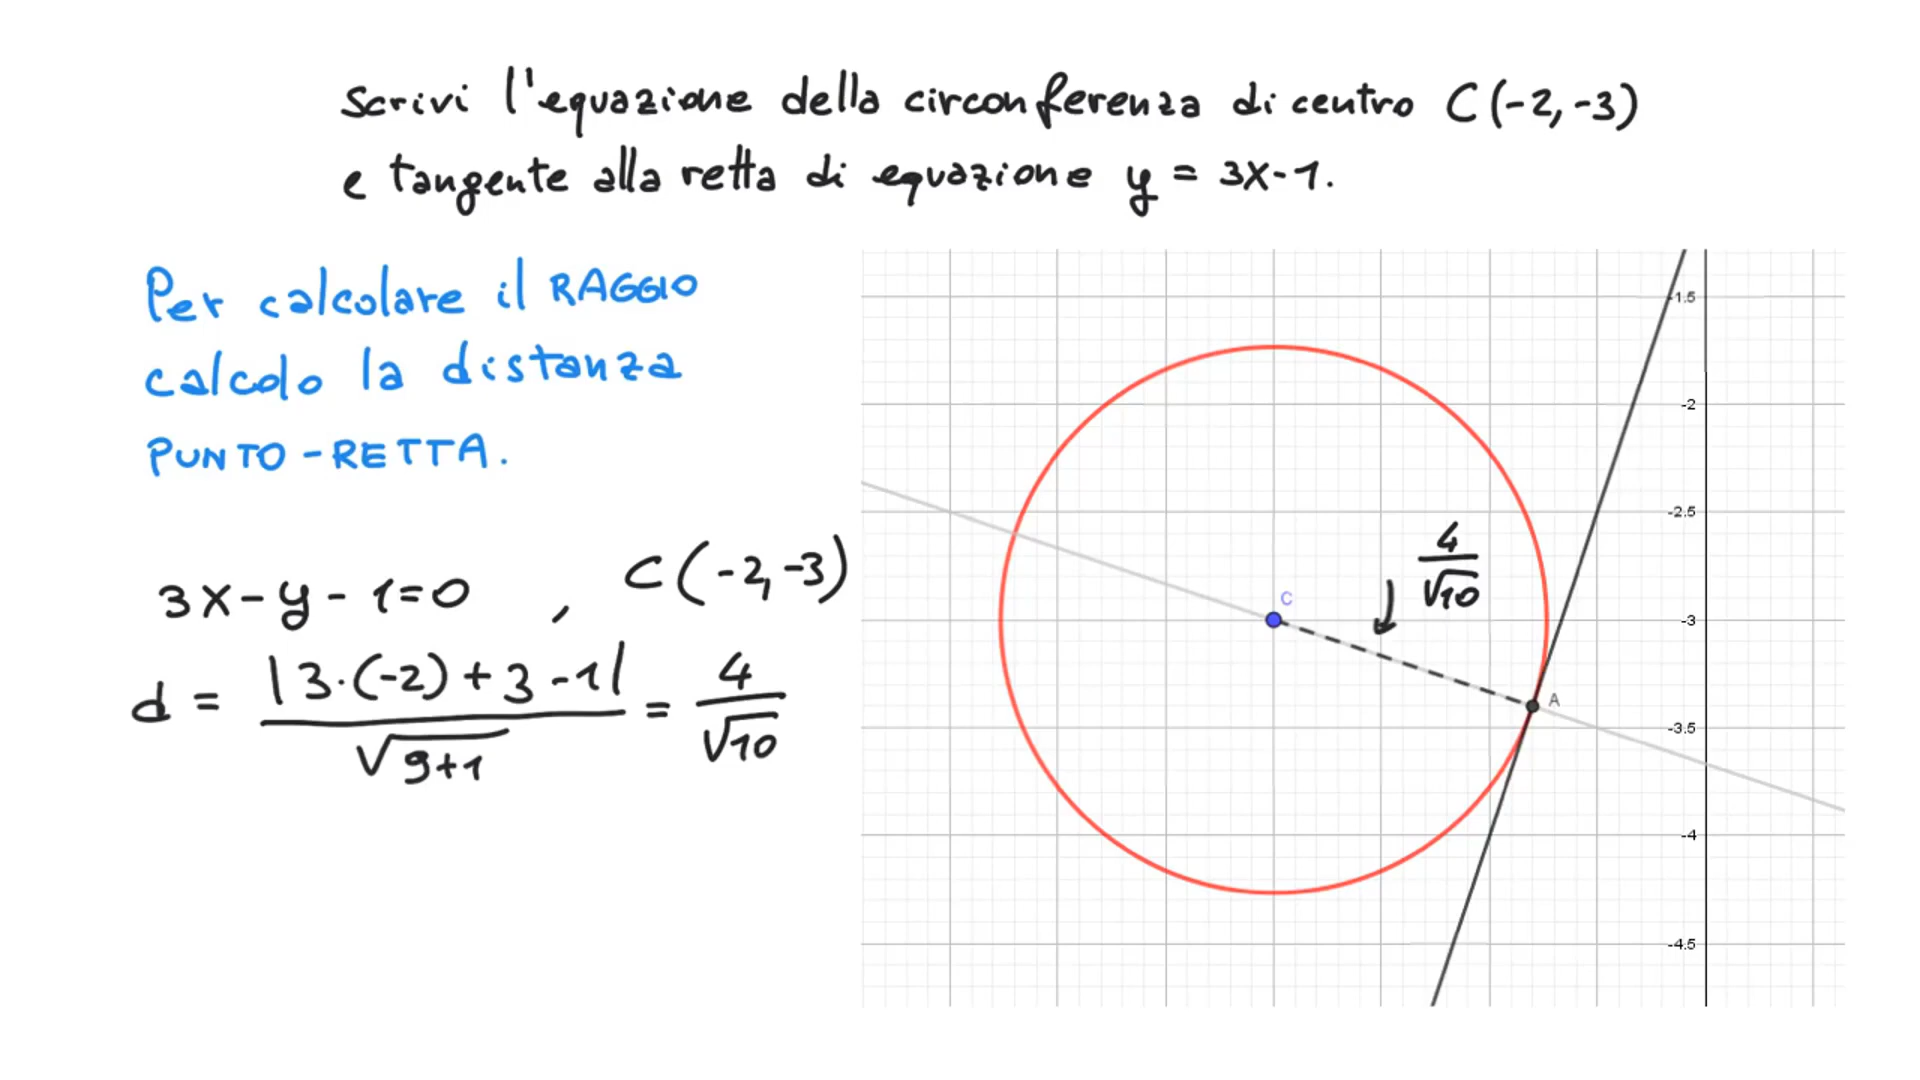 Scrivi l'equazione della circonferenza di centro C(-2,-3)
e tangente alla retta di equazione y = 3x-1.
Per calcolare il RAGGIO
calcolo la distanza
PUNTO-RETTA.
3x-y-1=0 , C(-2,-3)
d = |3·(-2)+3-1| / √9+1 = 4/√10
-1.5
-2
-2.5
4/√10
C
-3
A
-3.5
-4
-4.5